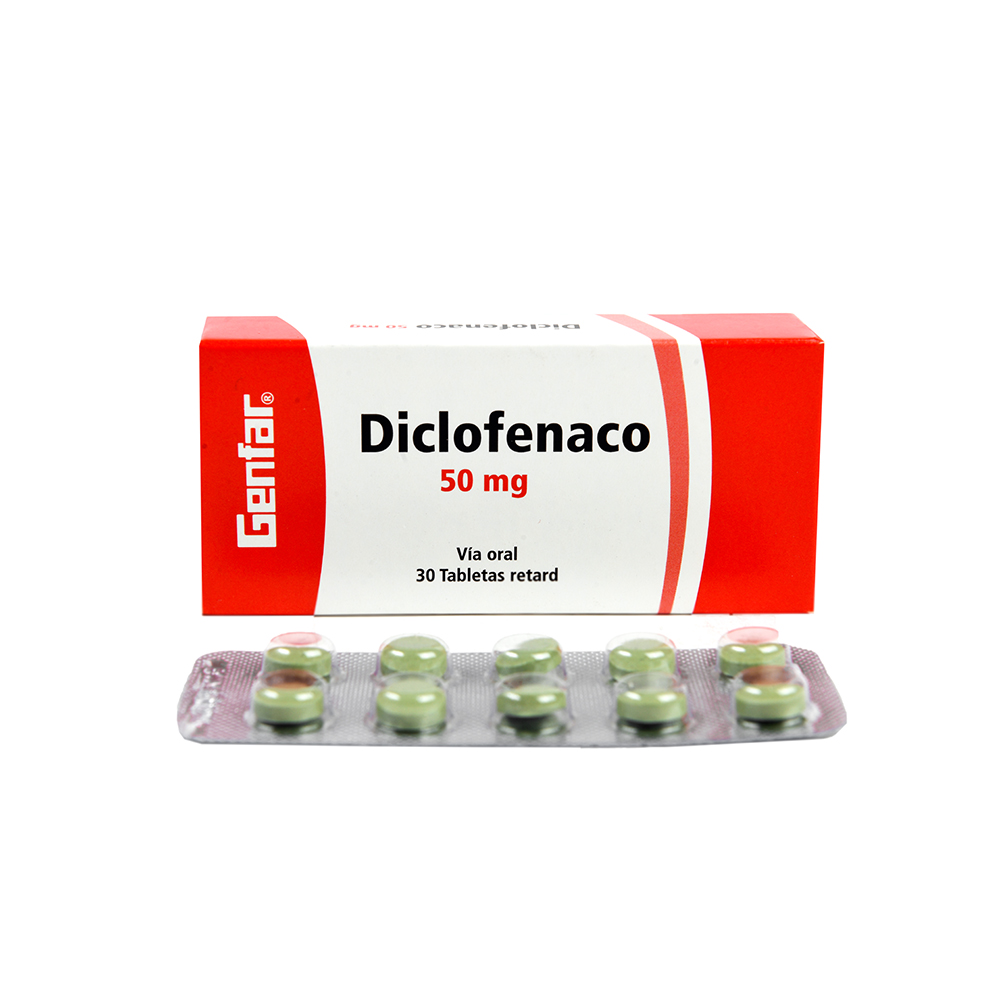 Diclofenaco 50 mg
Genfar®
Diclofenaco
50 mg
Vía oral
30 Tabletas retard